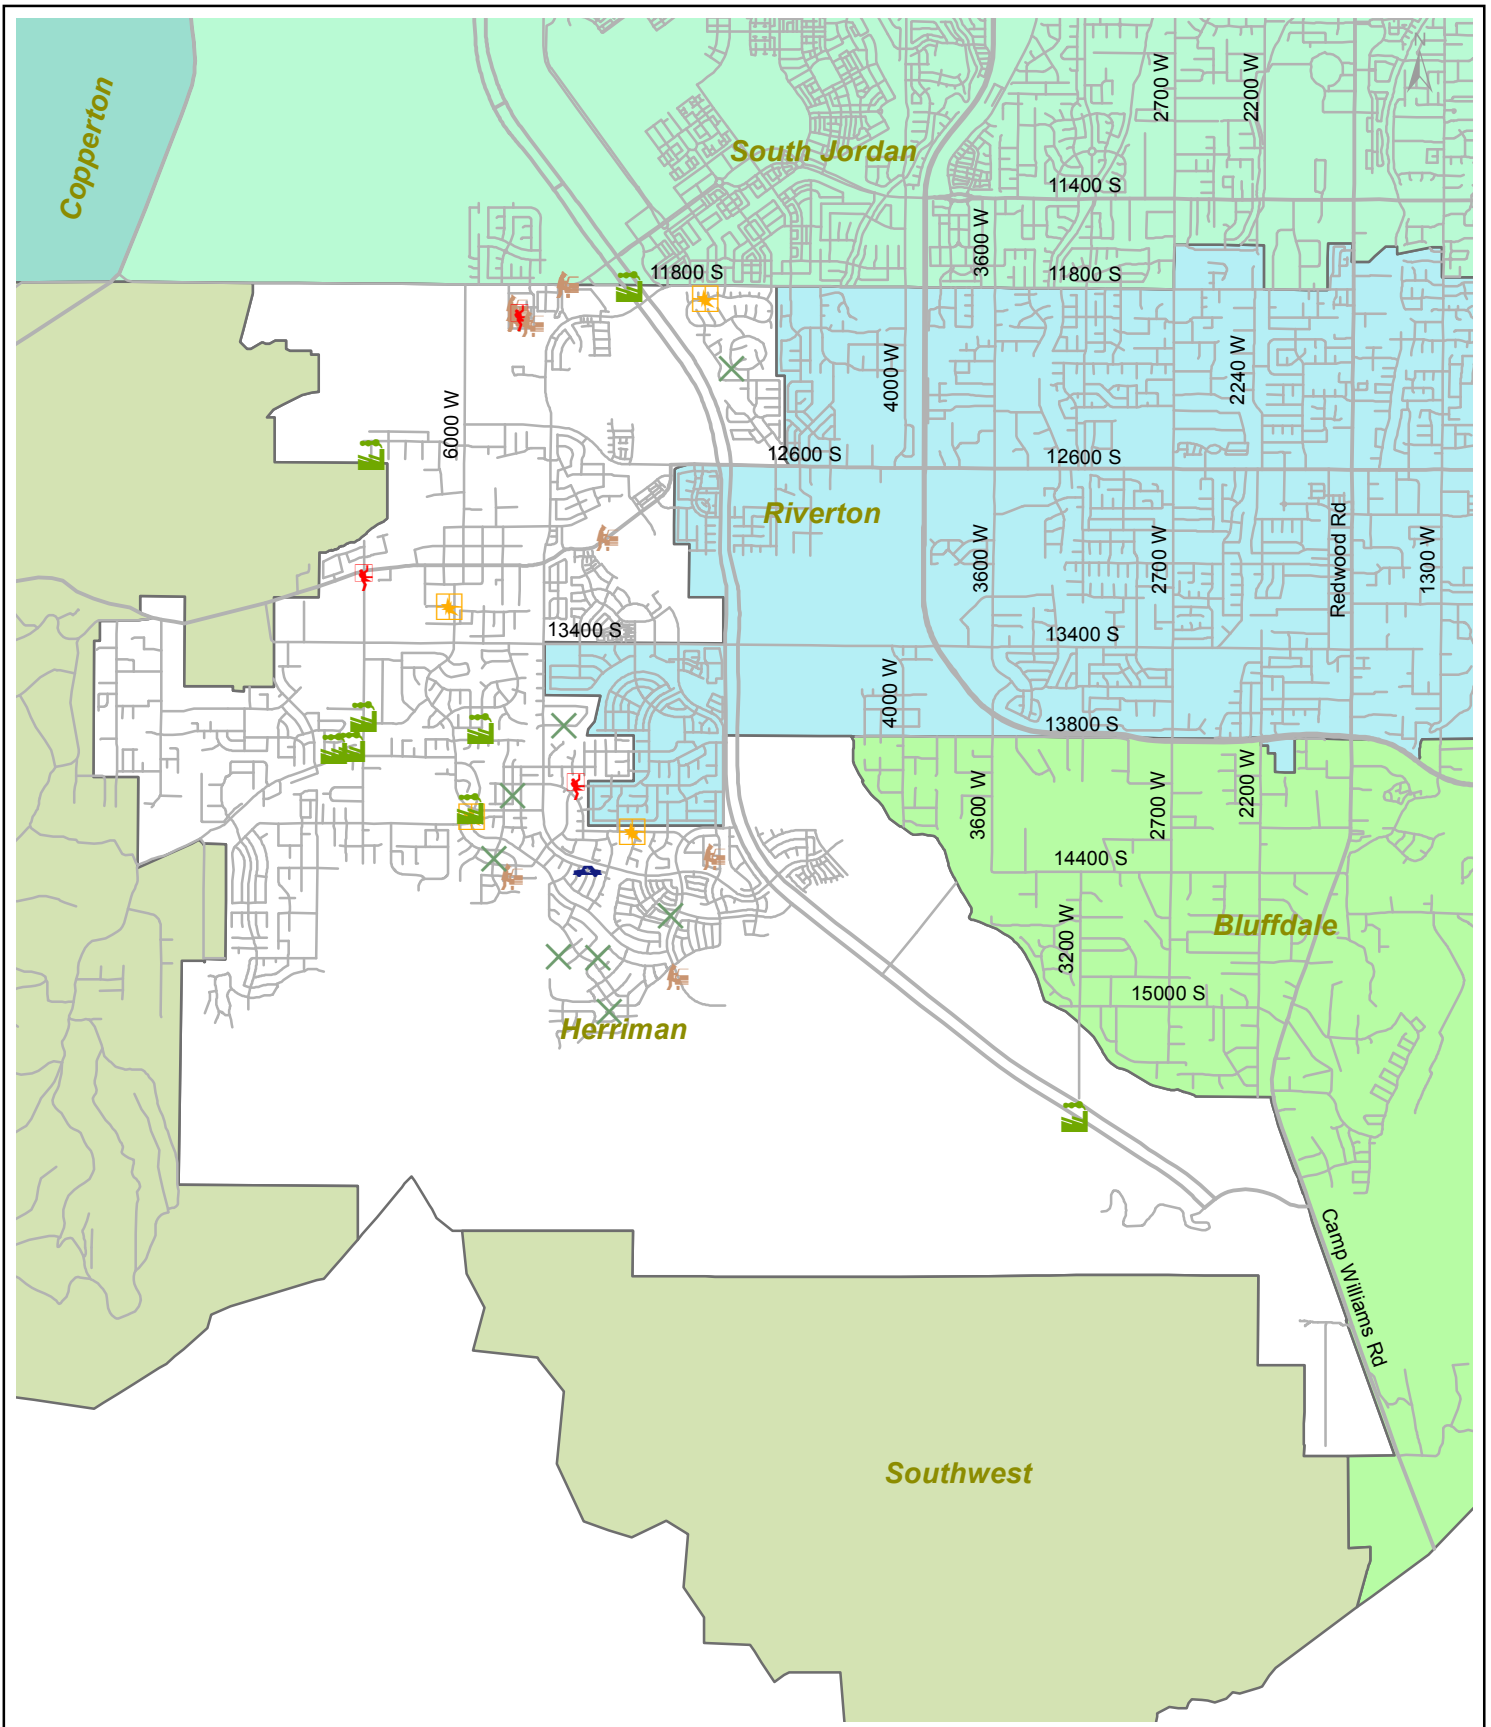 Copperton
South Jordan
2700 W
2200 W
11400 S
3600 W
11800 S
11800 S
4000 W
2240 W
6000 W
12600 S
12600 S
Riverton
3600 W
2700 W
Redwood Rd
1300 W
13400 S
13400 S
4000 W
13800 S
3600 W
2700 W
2200 W
14400 S
3200 W
Bluffdale
15000 S
Herriman
Camp Williams Rd
Southwest